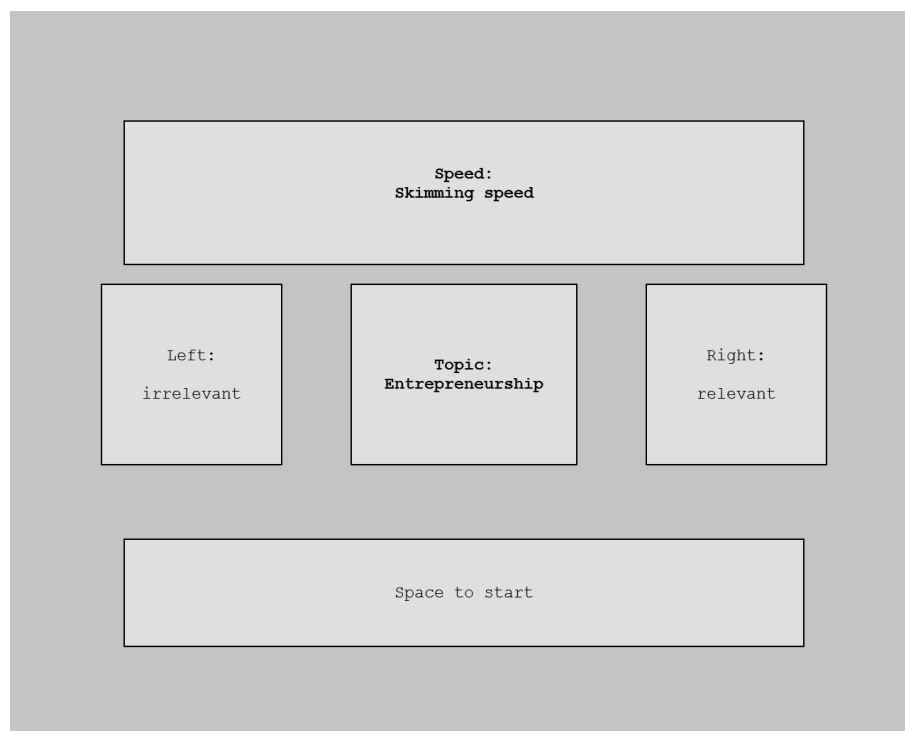 Speed:
Skimming speed
Left:
irrelevant
Topic:
Entrepreneurship
Right:
relevant
Space to start